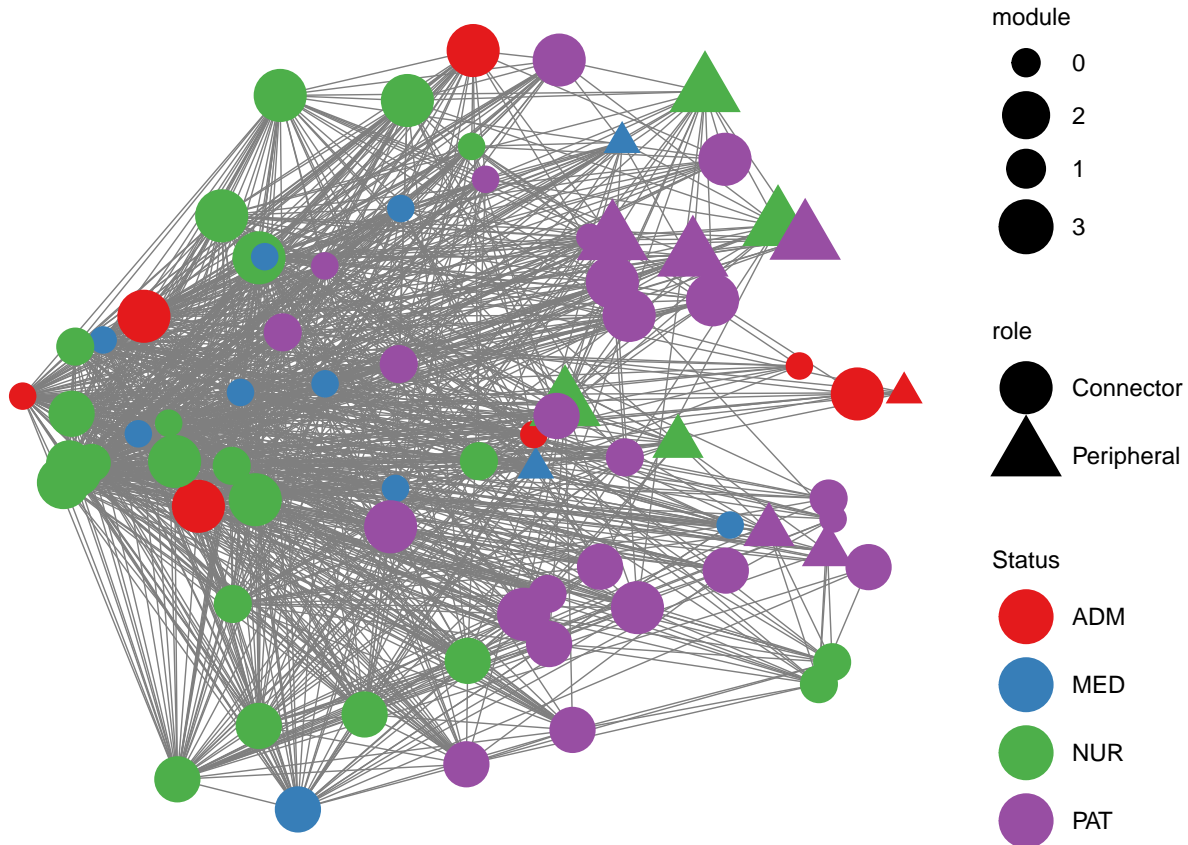 module
0
2
1
3
role
Connector
Peripheral
Status
ADM
MED
NUR
PAT